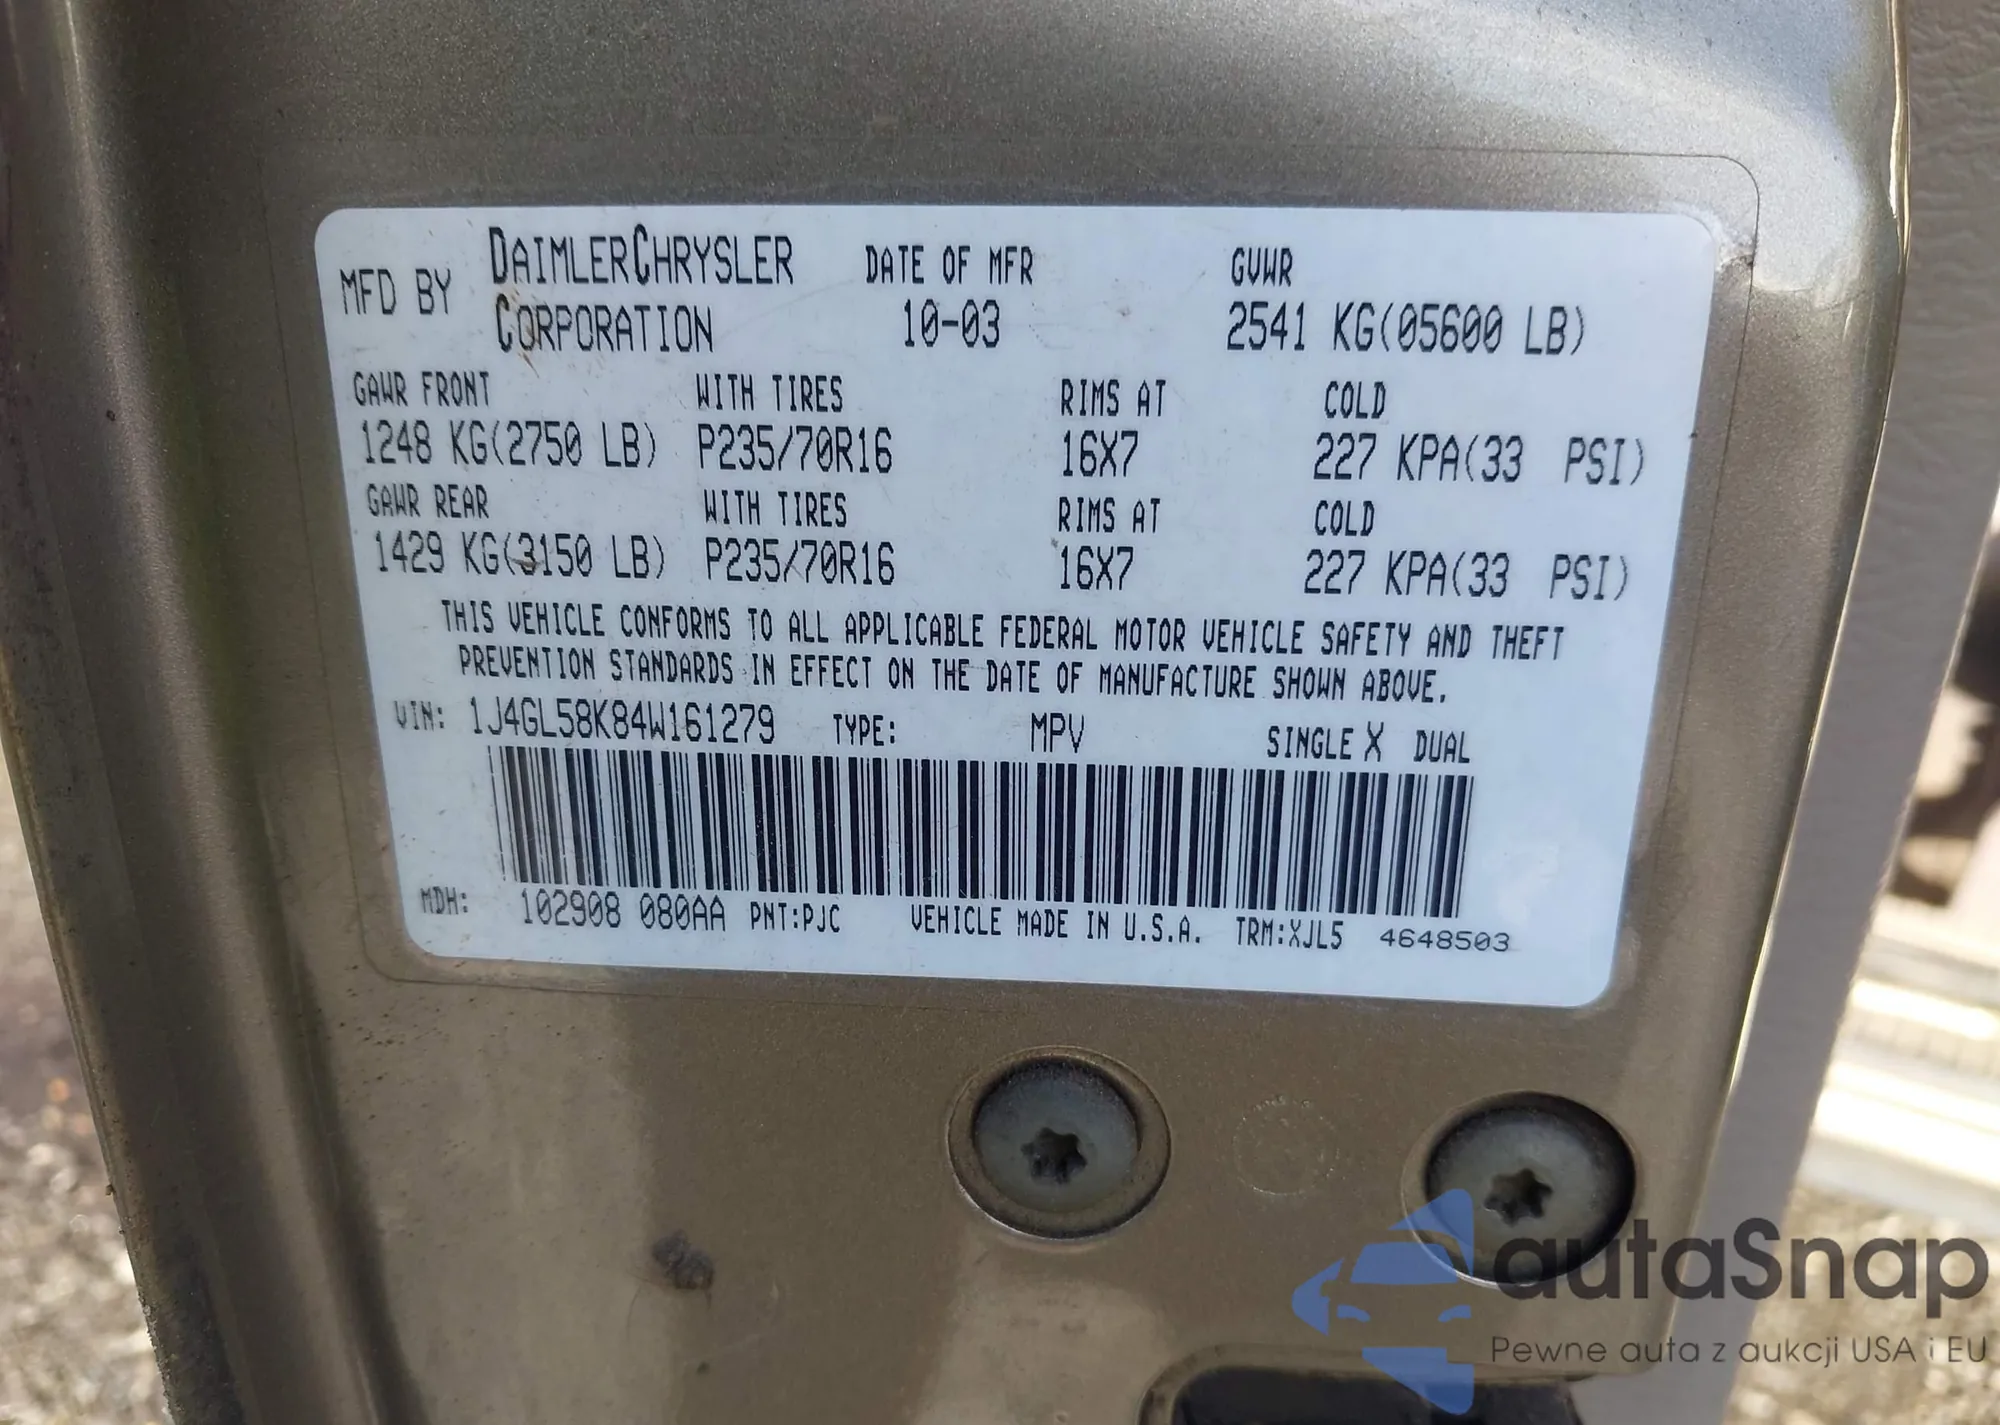 MFD BY DAIMLERCHRYSLER CORPORATION DATE OF MFR 10-03 GVWR 2541 KG(05600 LB)
GAWR FRONT WITH TIRES RIMS AT COLD
1248 KG(2750 LB) P235/70R16 16X7 227 KPA(33 PSI)
GAWR REAR WITH TIRES RIMS AT COLD
1429 KG(3150 LB) P235/70R16 16X7 227 KPA(33 PSI)
THIS VEHICLE CONFORMS TO ALL APPLICABLE FEDERAL MOTOR VEHICLE SAFETY AND THEFT
PREVENTION STANDARDS IN EFFECT ON THE DATE OF MANUFACTURE SHOWN ABOVE.
VIN: 1J4GL58K84W161279 TYPE: MPV SINGLE X DUAL
MDH: 102908 080AA PNT:PJC VEHICLE MADE IN U.S.A. TRM:XJL5 4648503
autaSnap
Pewne auta z aukcji USA i EU